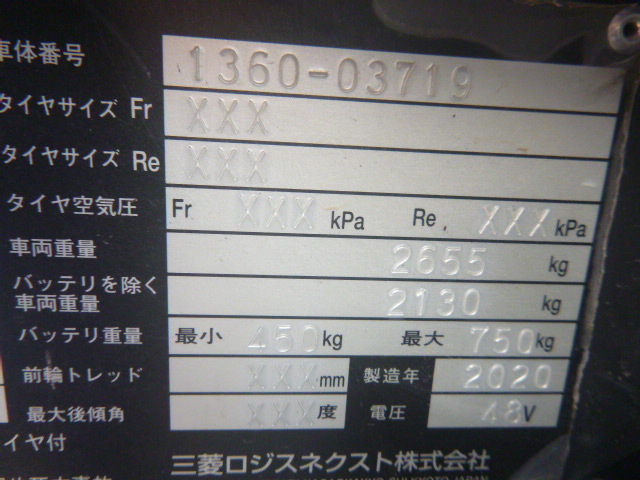 車体番号 1360-03719
タイヤサイズ Fr XXX
タイヤサイズ Re XXX
タイヤ空気圧 Fr XXX kPa Re. XXX kPa
車両重量 2655 kg
バッテリを除く
車両重量 2130 kg
バッテリ重量 最小 450 kg 最大 750 kg
前輪トレッド XXX mm 製造年 2020
最大後傾角 XXX 度 電圧 48 V
イヤ付
三菱ロジスネクスト株式会社